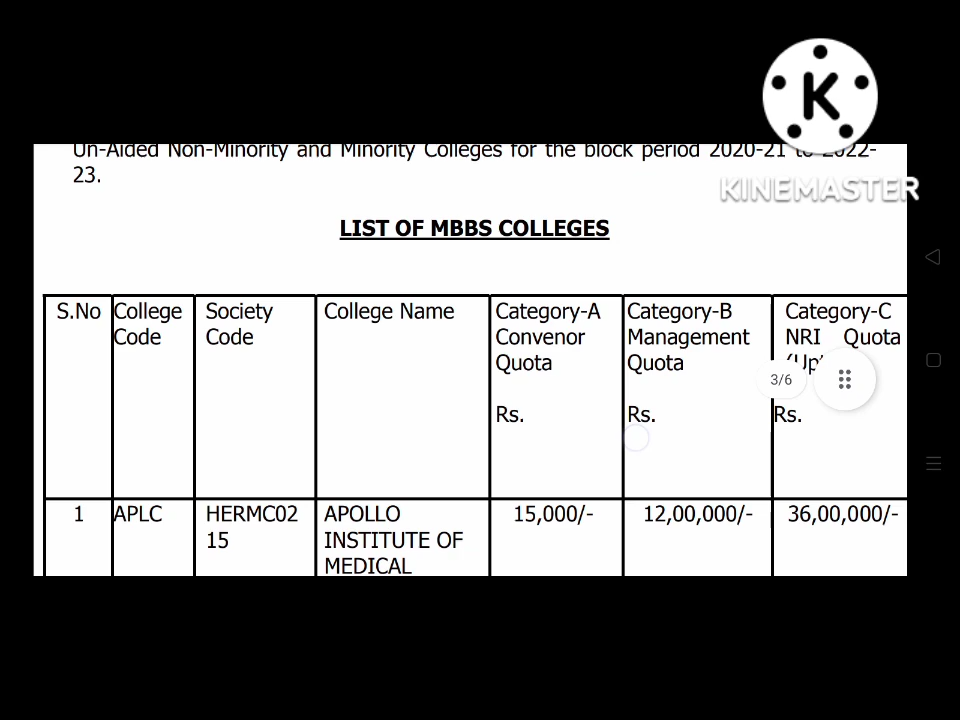 Un-Aided Non-Minority and Minority Colleges for the block period 2020-21 to 2022-
23.
K
KINEMASTER
LIST OF MBBS COLLEGES
S.No College Code Society Code College Name Category-A Convenor Quota Rs. Category-B Management Quota Rs. Category-C NRI Quota Rs.
3/6
1 APLC HERMC02 APOLLO 15,000/- 12,00,000/- 36,00,000/-
15 INSTITUTE OF
MEDICAL